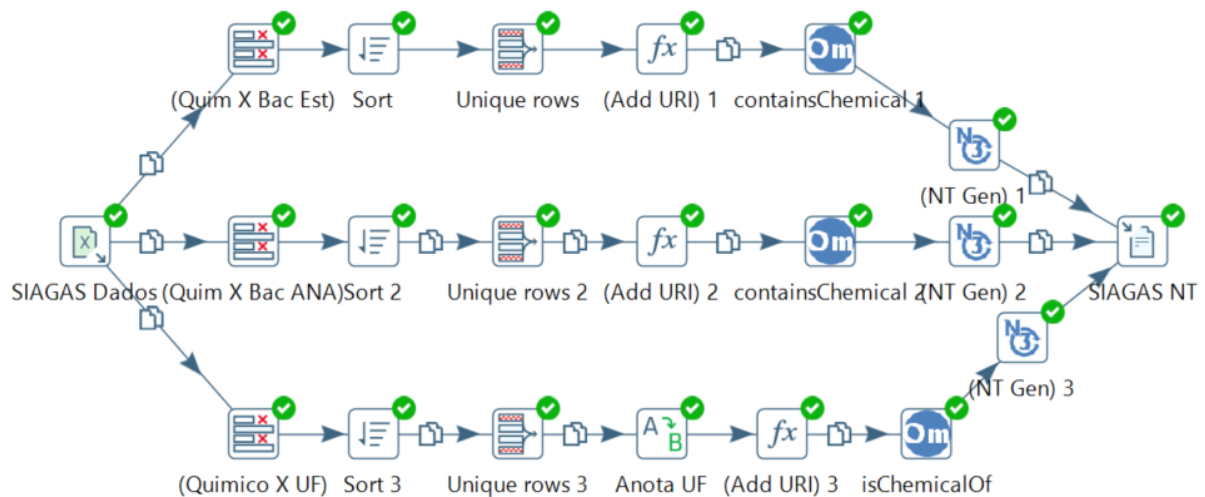 (Quim X Bac Est) Sort Unique rows (Add URI) 1 containsChemical 1
(NT Gen) 1
SIAGAS Dados (Quim X Bac ANA) Sort 2 Unique rows 2 (Add URI) 2 containsChemical 2 (NT Gen) 2 SIAGAS NT
(NT Gen) 3
(Quimico X UF) Sort 3 Unique rows 3 Anota UF (Add URI) 3 isChemicalOf